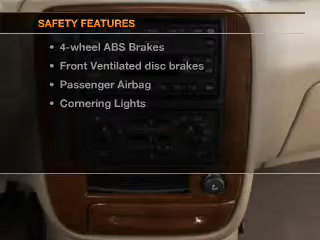 SAFETY FEATURES
• 4-wheel ABS Brakes
• Front Ventilated disc brakes
• Passenger Airbag
• Cornering Lights